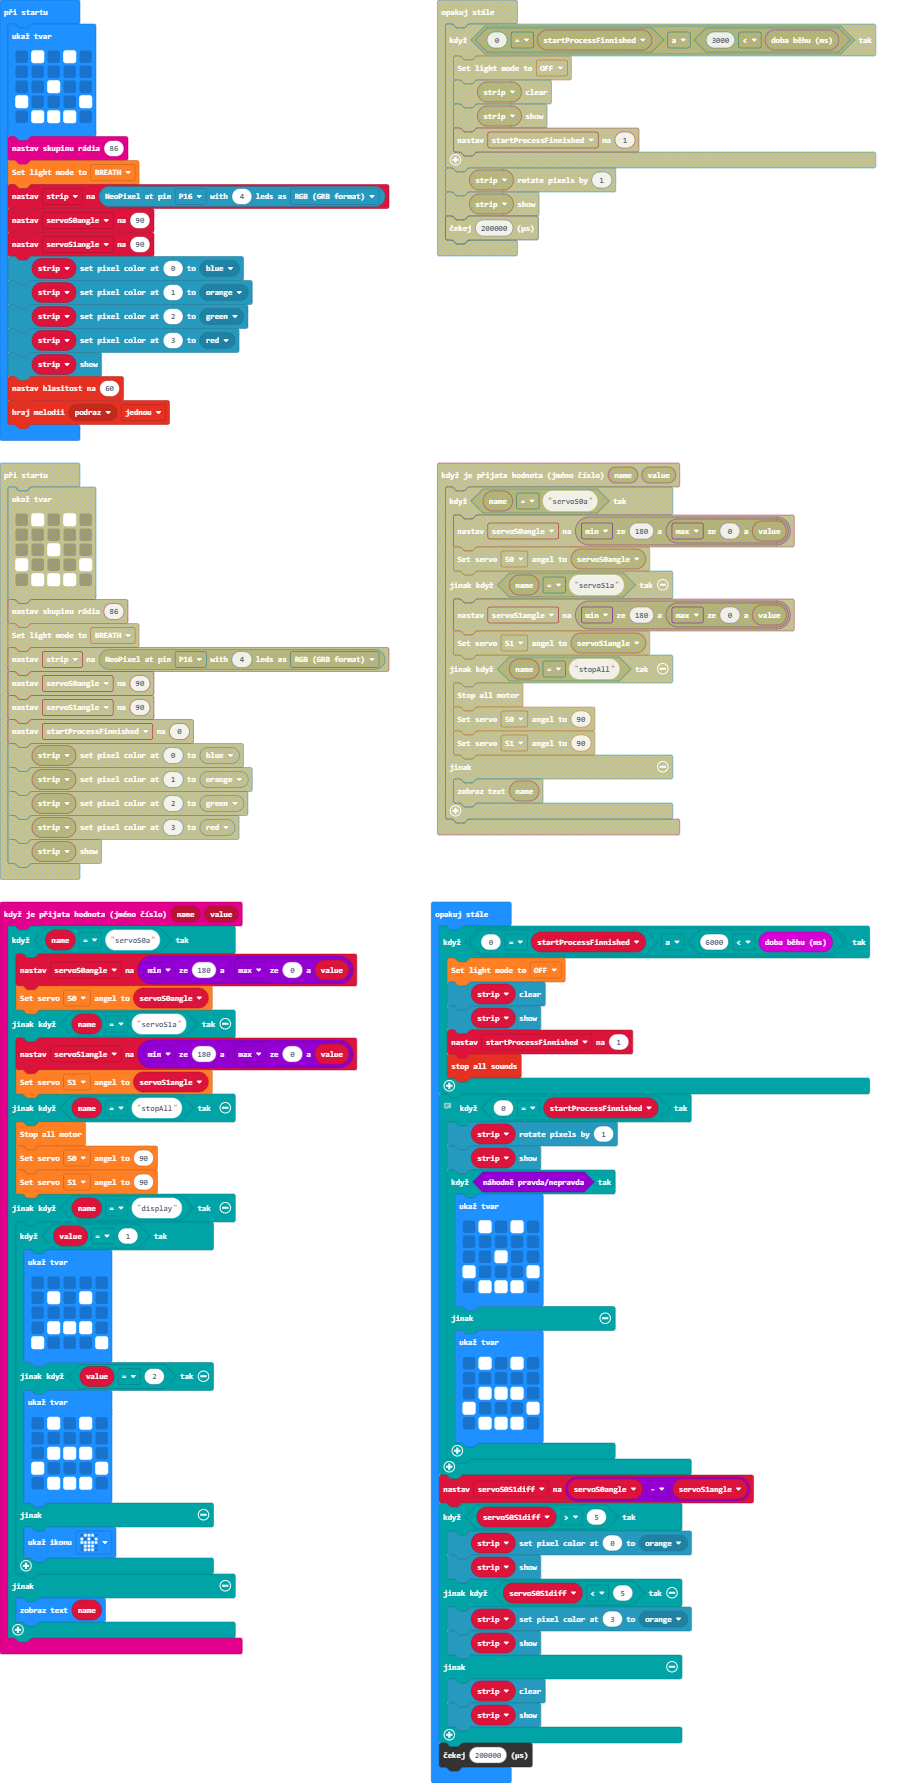 při startu
ukaž tvar
nastav skupinu rádia 86
Set light mode to BREATH
nastav strip na NeoPixel at pin P16 with 4 leds as RGB (GRB format)
nastav servoS0angle na 90
nastav servoS1angle na 90
strip set pixel color at 0 to blue
strip set pixel color at 1 to orange
strip set pixel color at 2 to green
strip set pixel color at 3 to red
strip show
nastav hlasitost na 60
hraj melodii podraz jednou
opakuj stále
když 0 = startProcessFinnished a 3000 < doba běhu (ms) tak
Set light mode to OFF
strip clear
strip show
nastav startProcessFinnished na 1
strip rotate pixels by 1
strip show
čekej 200000 (µs)
při startu
ukaž tvar
nastav skupinu rádia 86
Set light mode to BREATH
nastav strip na NeoPixel at pin P16 with 4 leds as RGB (GRB format)
nastav servoS0angle na 90
nastav servoS1angle na 90
nastav startProcessFinnished na 0
strip set pixel color at 0 to blue
strip set pixel color at 1 to orange
strip set pixel color at 2 to green
strip set pixel color at 3 to red
strip show
když je přijata hodnota (jméno číslo) name value
když name = "servoS0a" tak
nastav servoS0angle na min ze 180 a max ze 0 a value
Set servo S0 angel to servoS0angle
jinak když name = "servoS1a" tak
nastav servoS1angle na min ze 180 a max ze 0 a value
Set servo S1 angel to servoS1angle
jinak když name = "stopAll" tak
Stop all motor
Set servo S0 angel to 90
Set servo S1 angel to 90
jinak
zobraz text name
když je přijata hodnota (jméno číslo) name value
když name = "servoS0a" tak
nastav servoS0angle na min ze 180 a max ze 0 a value
Set servo S0 angel to servoS0angle
jinak když name = "servoS1a" tak
nastav servoS1angle na min ze 180 a max ze 0 a value
Set servo S1 angel to servoS1angle
jinak když name = "stopAll" tak
Stop all motor
Set servo S0 angel to 90
Set servo S1 angel to 90
jinak když name = "display" tak
když value = 1 tak
ukaž tvar
jinak když value = 2 tak
ukaž tvar
jinak
ukaž ikonu
jinak
zobraz text name
opakuj stále
když 0 = startProcessFinnished a 6000 < doba běhu (ms) tak
Set light mode to OFF
strip clear
strip show
nastav startProcessFinnished na 1
stop all sounds
když 0 = startProcessFinnished tak
strip rotate pixels by 1
strip show
když náhodně pravda/nepravda tak
ukaž tvar
jinak
ukaž tvar
nastav servoS0S1diff na servoS0angle - servoS1angle
když servoS0S1diff > 5 tak
strip set pixel color at 0 to orange
strip show
jinak když servoS0S1diff < 5 tak
strip set pixel color at 3 to orange
strip show
jinak
strip clear
strip show
čekej 200000 (µs)